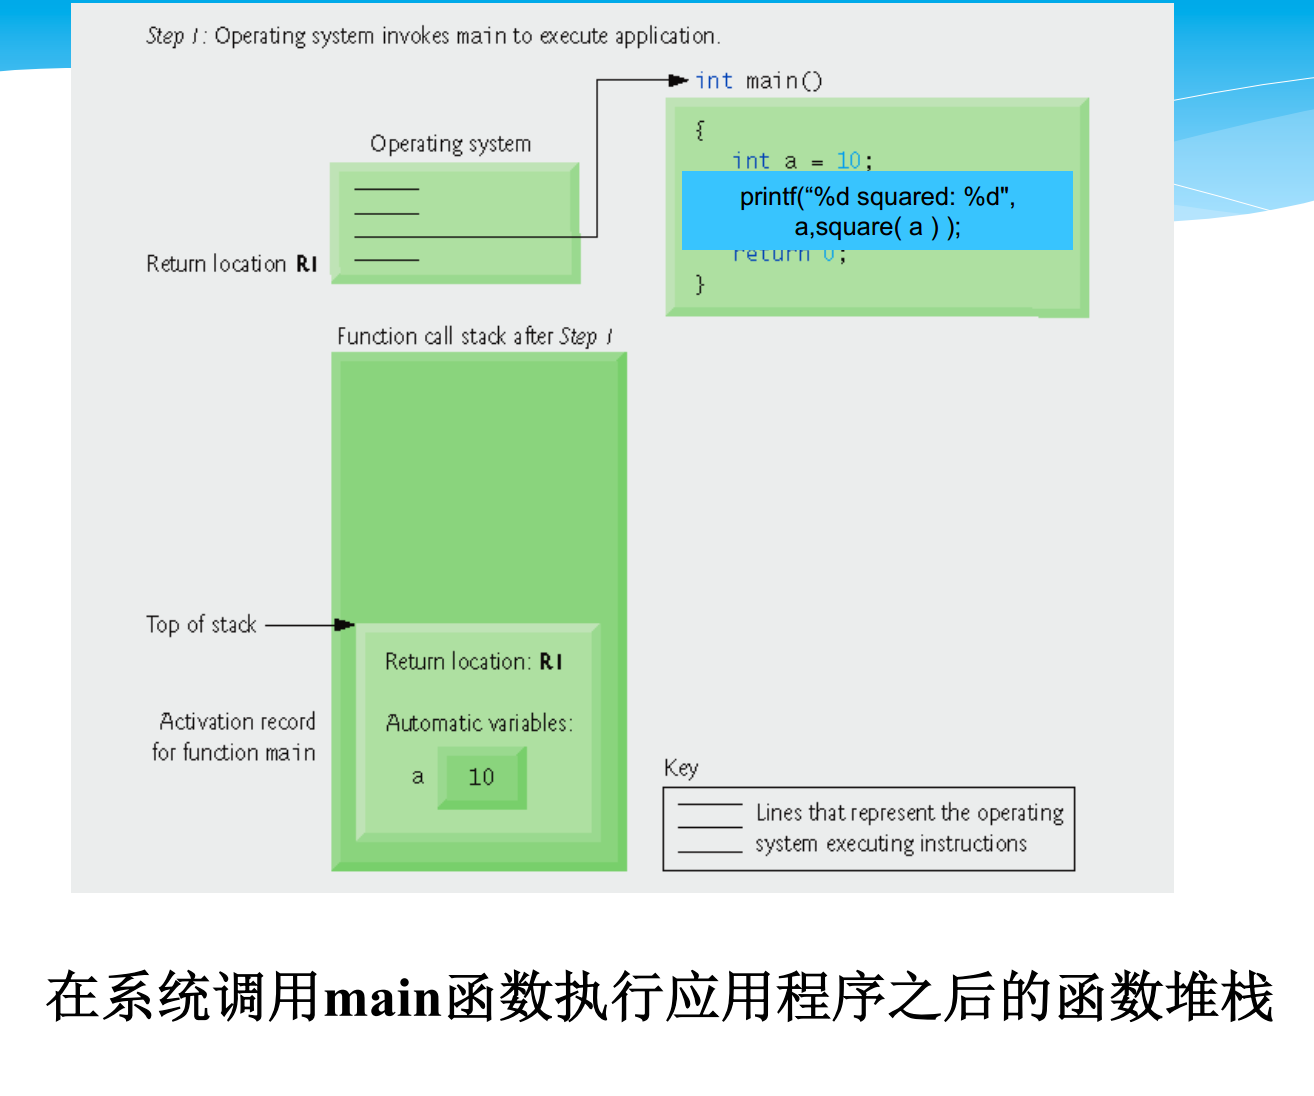 Step 1: Operating system invokes main to execute application.
int main()
{
int a = 10;
printf(“%d squared: %d",
a,square( a ) );
return 0;
}
Operating system
Return location R1
Function call stack after Step 1
Top of stack
Return location: R1
Activation record
for function main
Automatic variables:
a 10
Key
Lines that represent the operating
system executing instructions
在系统调用main函数执行应用程序之后的函数堆栈